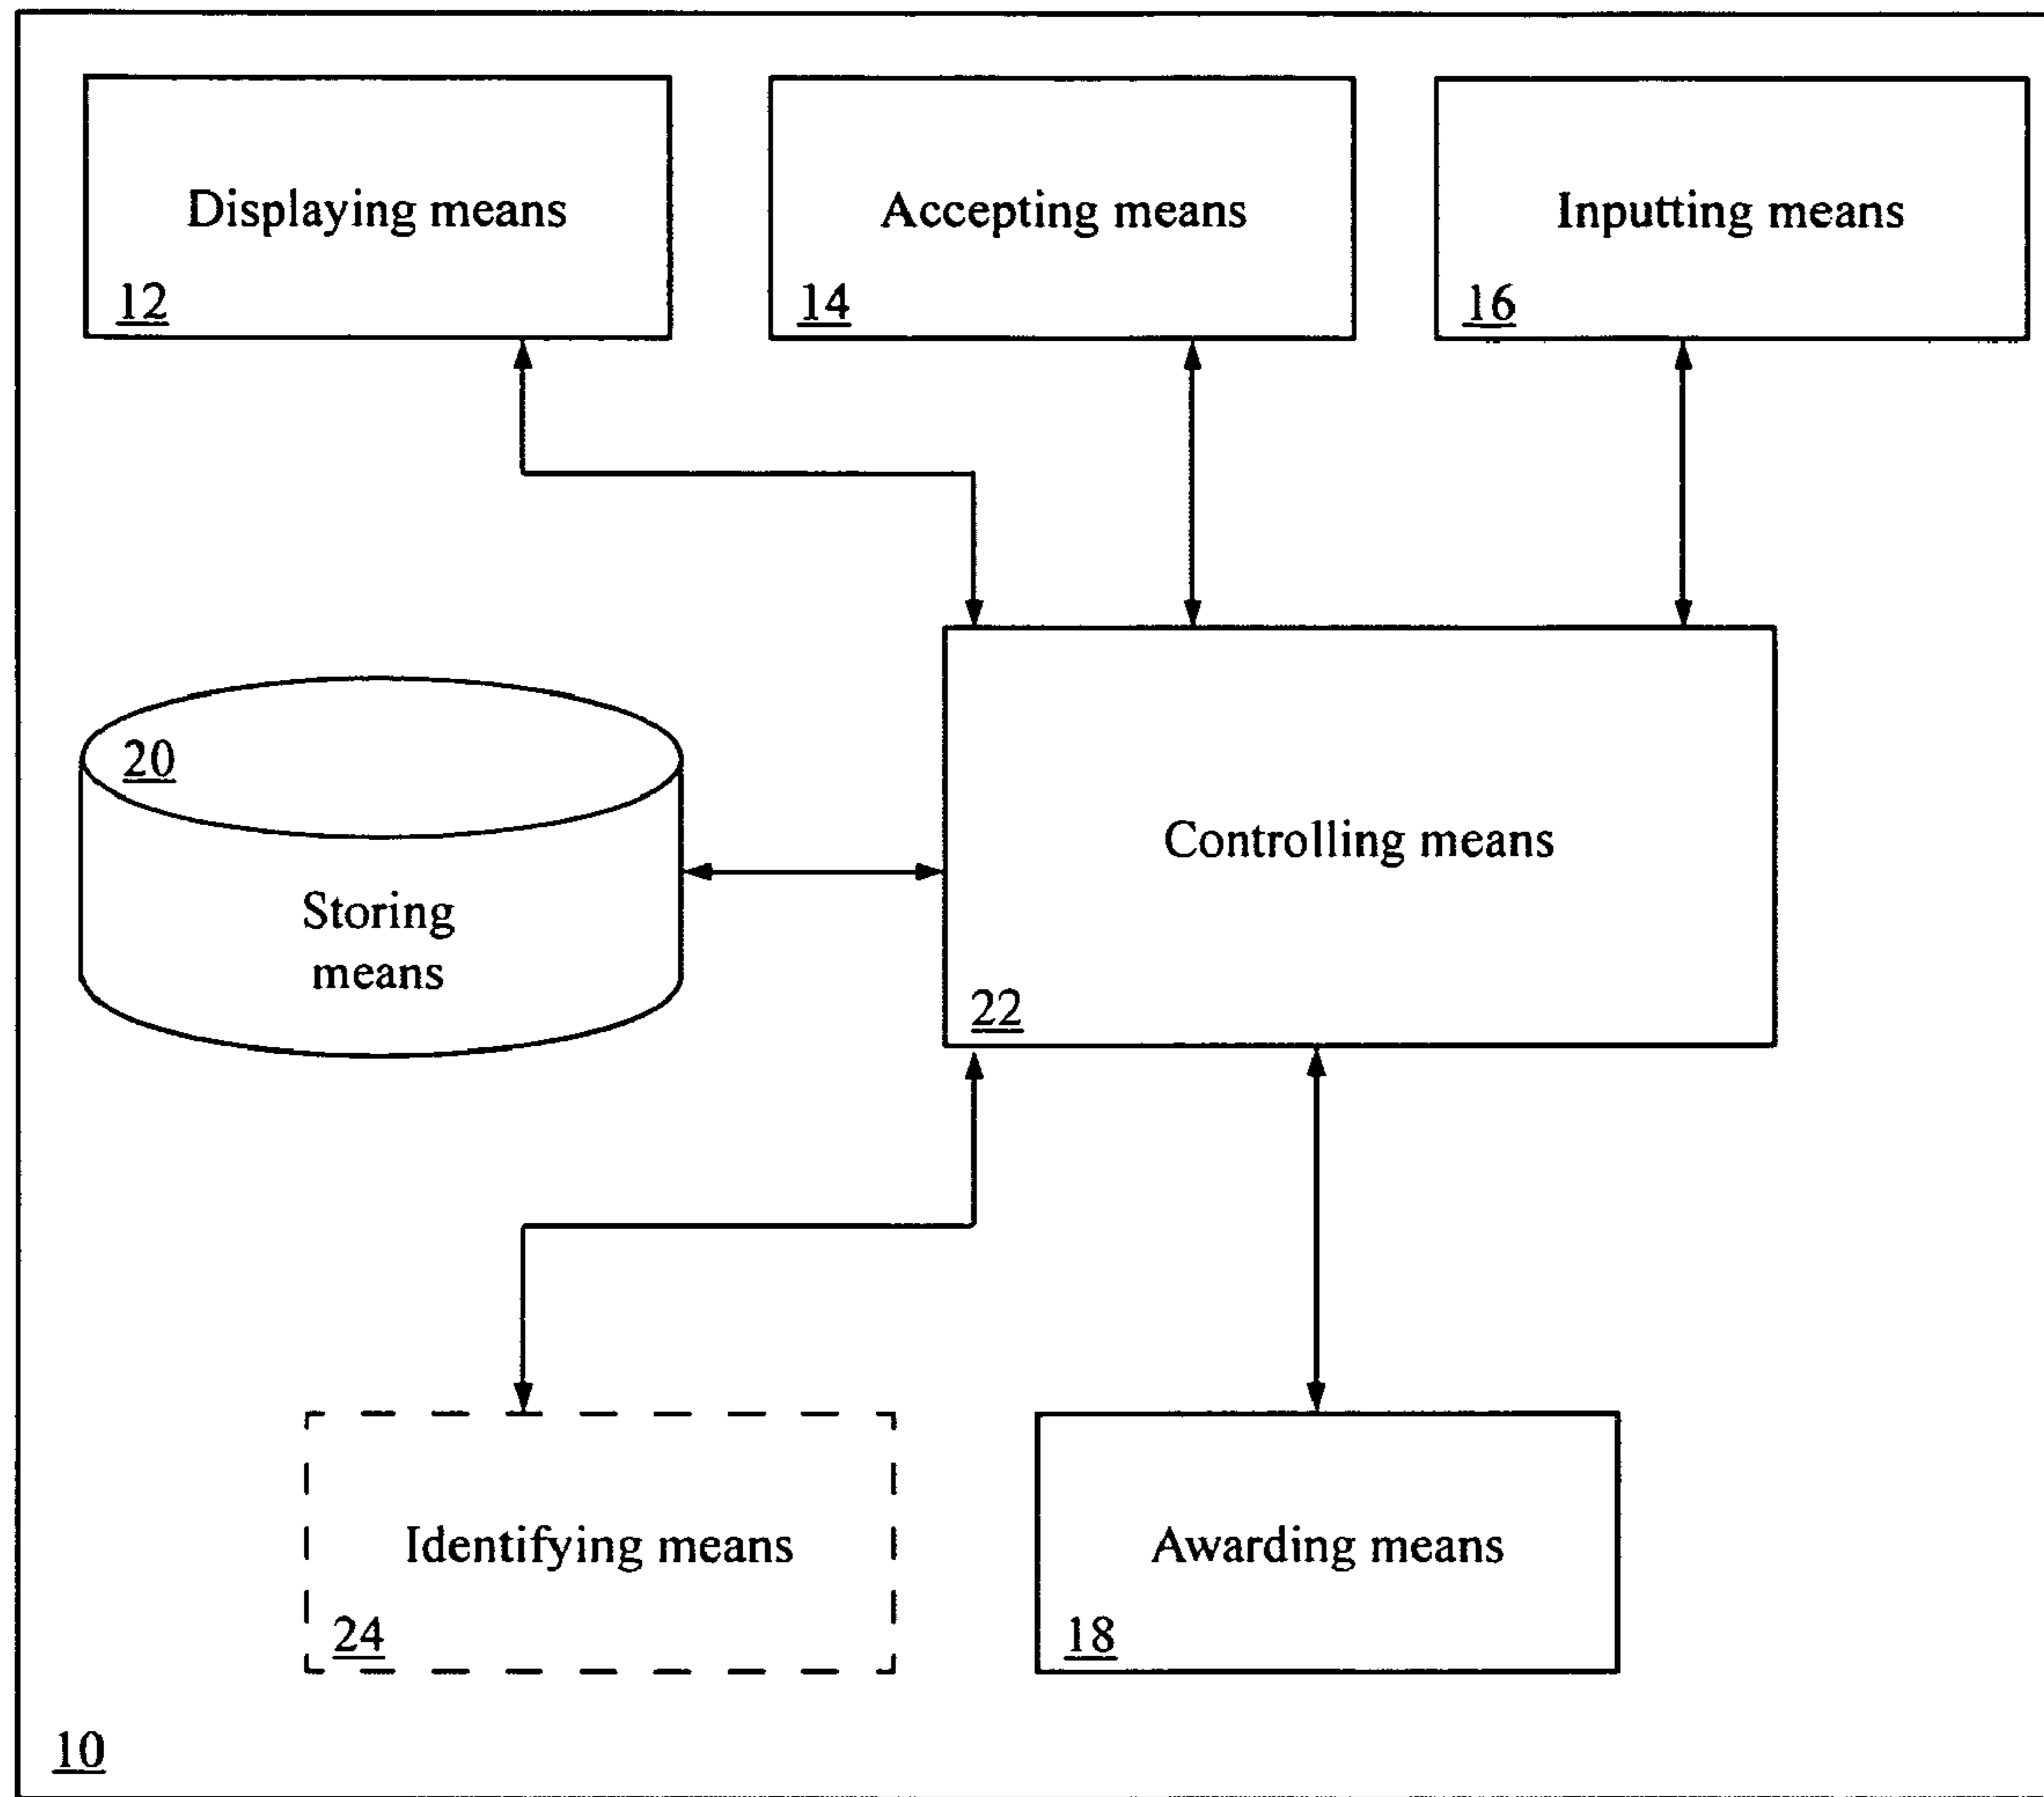 Displaying means
12
Accepting means
14
Inputting means
16
20
Storing
means
Controlling means
22
Identifying means
24
Awarding means
18
10